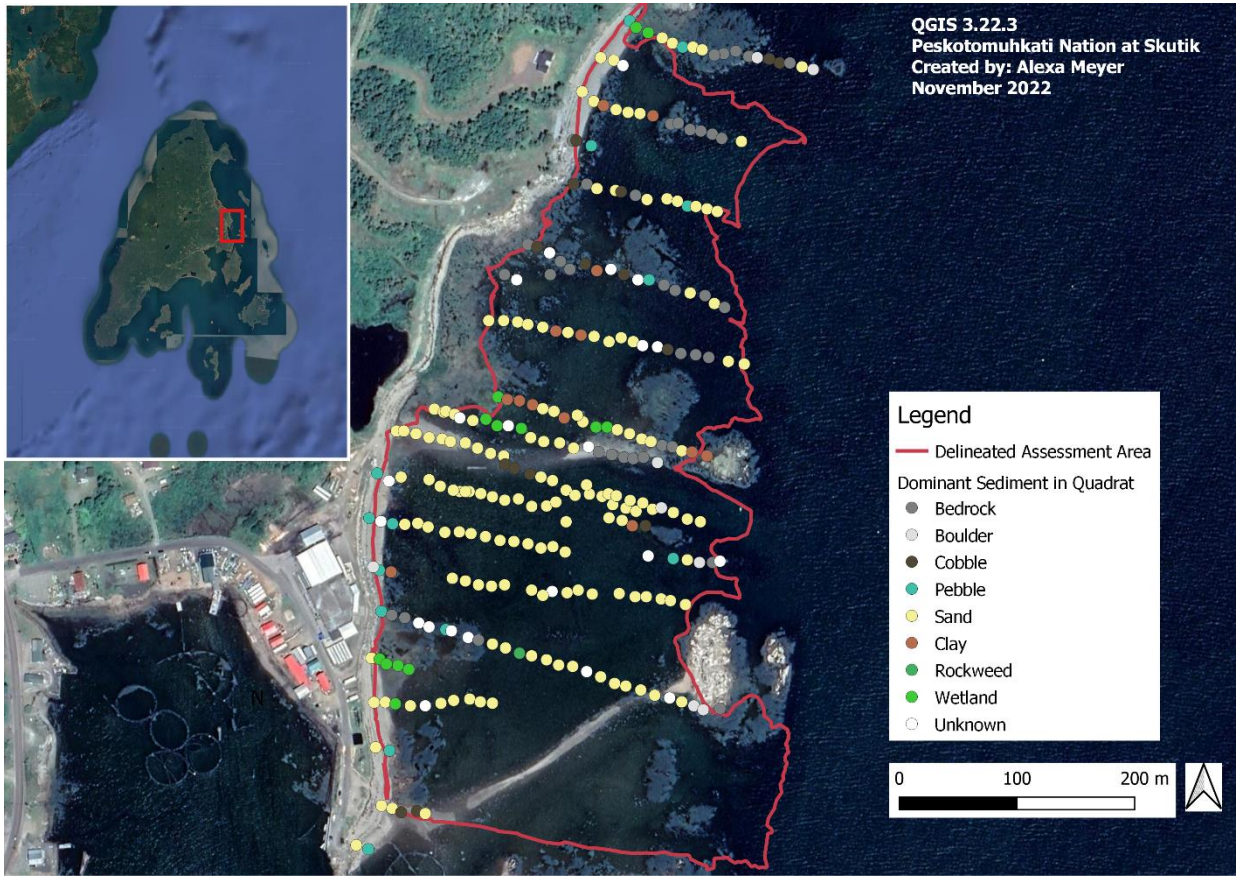 QGIS 3.22.3
Peskotomuhkati Nation at Skutik
Created by: Alexa Meyer
November 2022
N
Legend
Delineated Assessment Area
Dominant Sediment in Quadrat
Bedrock
Boulder
Cobble
Pebble
Sand
Clay
Rockweed
Wetland
Unknown
0 100 200 m